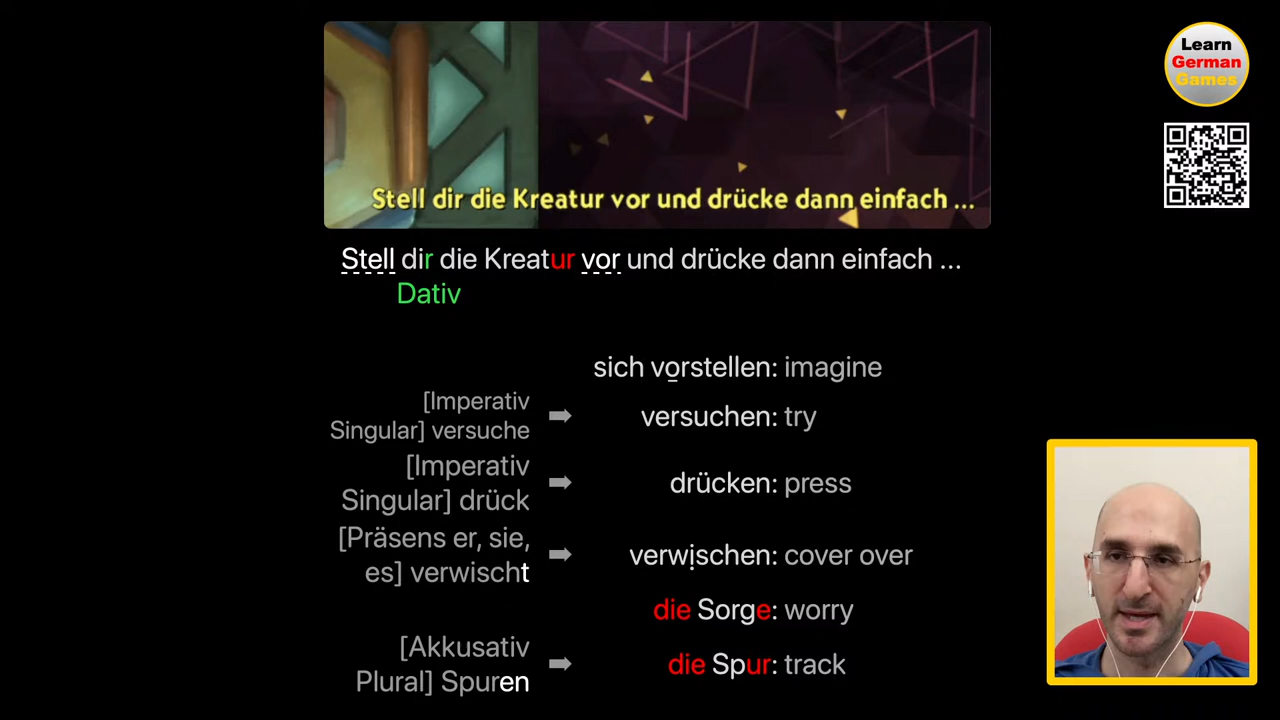 Learn
German
Games
Stell dir die Kreatur vor und drücke dann einfach ...
Stell dir die Kreatur vor und drücke dann einfach ...
Dativ
sich vorstellen: imagine
[Imperativ
Singular] versuche ➡ versuchen: try
[Imperativ
Singular] drück ➡ drücken: press
[Präsens er, sie,
es] verwischt ➡ verwischen: cover over
die Sorge: worry
[Akkusativ
Plural] Spuren ➡ die Spur: track